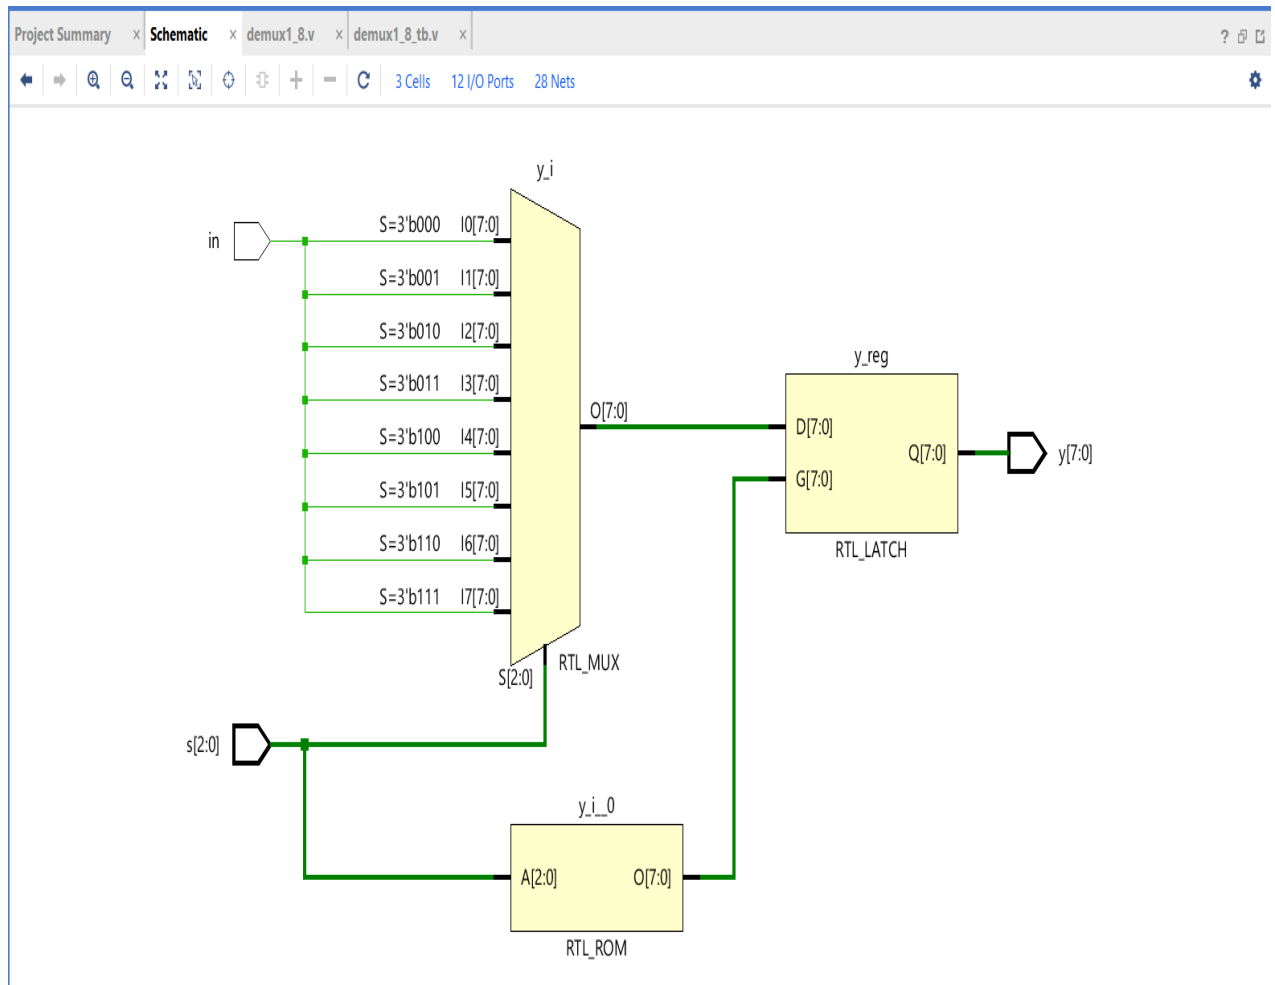 Project Summary × Schematic × demux1_8.v × demux1_8_tb.v × ?
3 Cells 12 I/O Ports 28 Nets
y_i
in
S=3'b000 I0[7:0]
S=3'b001 I1[7:0]
S=3'b010 I2[7:0]
S=3'b011 I3[7:0]
S=3'b100 I4[7:0]
S=3'b101 I5[7:0]
S=3'b110 I6[7:0]
S=3'b111 I7[7:0]
O[7:0]
S[2:0]
RTL_MUX
y_reg
D[7:0]
G[7:0]
Q[7:0]
RTL_LATCH
y[7:0]
s[2:0]
y_i__0
A[2:0] O[7:0]
RTL_ROM